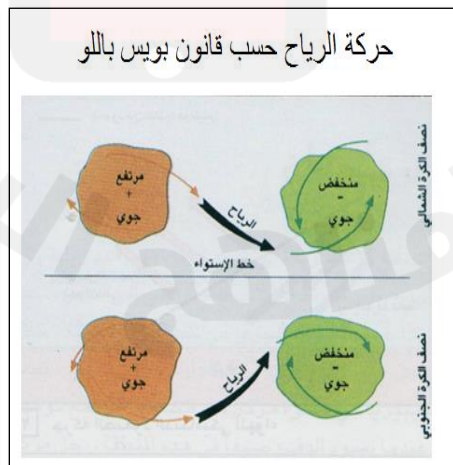 حركة الرياح حسب قانون بويس باللو
نصف الكرة الشمالي
مرتفع
+
جوي
الرياح
منخفض
-
جوي
خط الإستواء
نصف الكرة الجنوبي
مرتفع
+
جوي
الرياح
منخفض
-
جوي